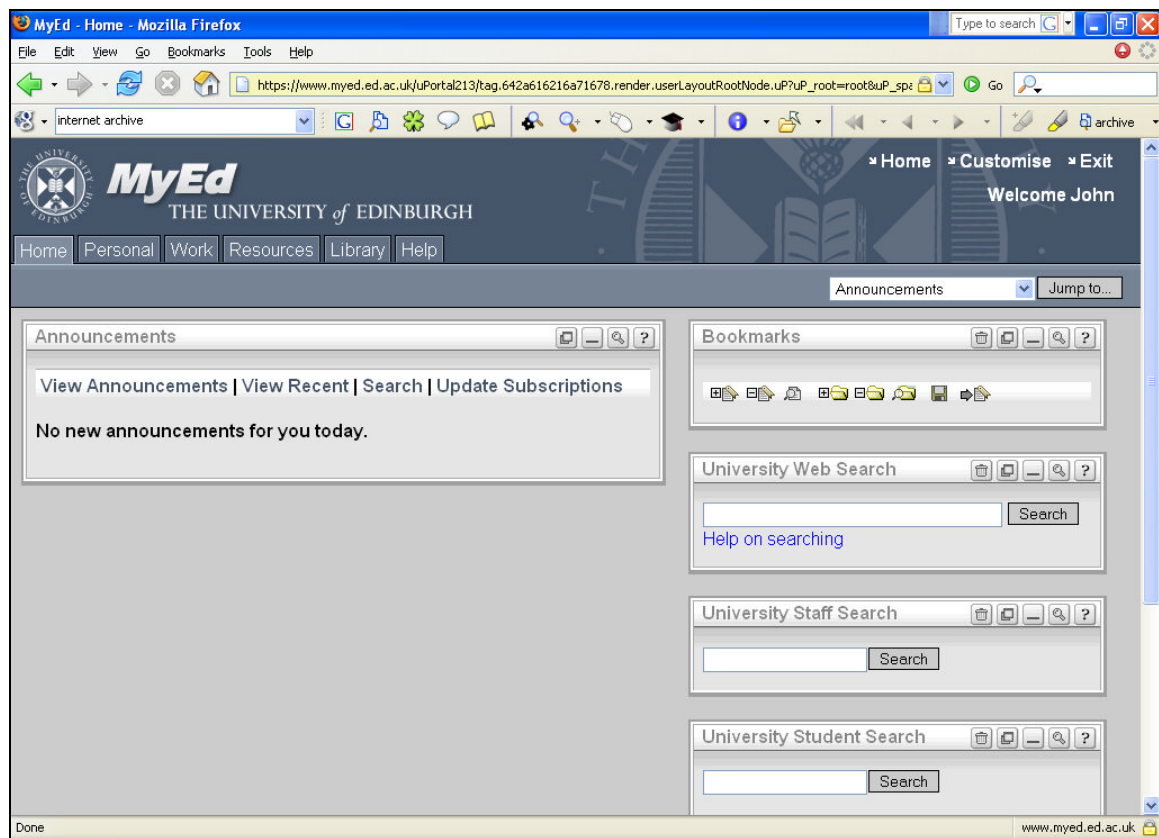 MyEd - Home - Mozilla Firefox
Type to search G
File Edit View Go Bookmarks Tools Help
https://www.myed.ed.ac.uk/uPortal213/tag.642a616216a71678.render.userLayoutRootNode.uP?uP_root=root&uP_spa Go
internet archive G archive
MyEd
THE UNIVERSITY of EDINBURGH
Home Customise Exit
Welcome John
Home Personal Work Resources Library Help
Announcements Jump to...
Announcements
View Announcements | View Recent | Search | Update Subscriptions
No new announcements for you today.
Bookmarks
University Web Search
Search
Help on searching
University Staff Search
Search
University Student Search
Search
Done www.myed.ed.ac.uk